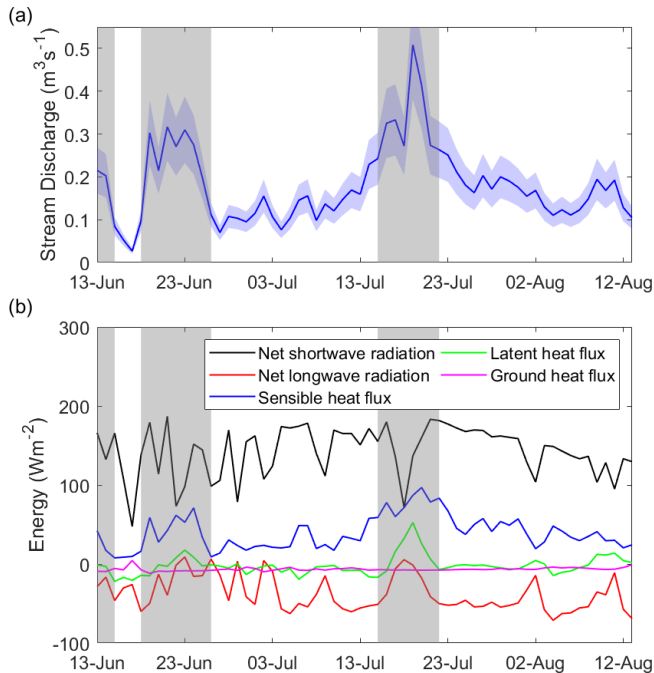 (a)
Stream Discharge (m³s⁻¹)
0.5
0.4
0.3
0.2
0.1
0
13-Jun 23-Jun 03-Jul 13-Jul 23-Jul 02-Aug 12-Aug
(b)
Energy (Wm⁻²)
300
200
100
0
-100
Net shortwave radiation Latent heat flux
Net longwave radiation Ground heat flux
Sensible heat flux
13-Jun 23-Jun 03-Jul 13-Jul 23-Jul 02-Aug 12-Aug